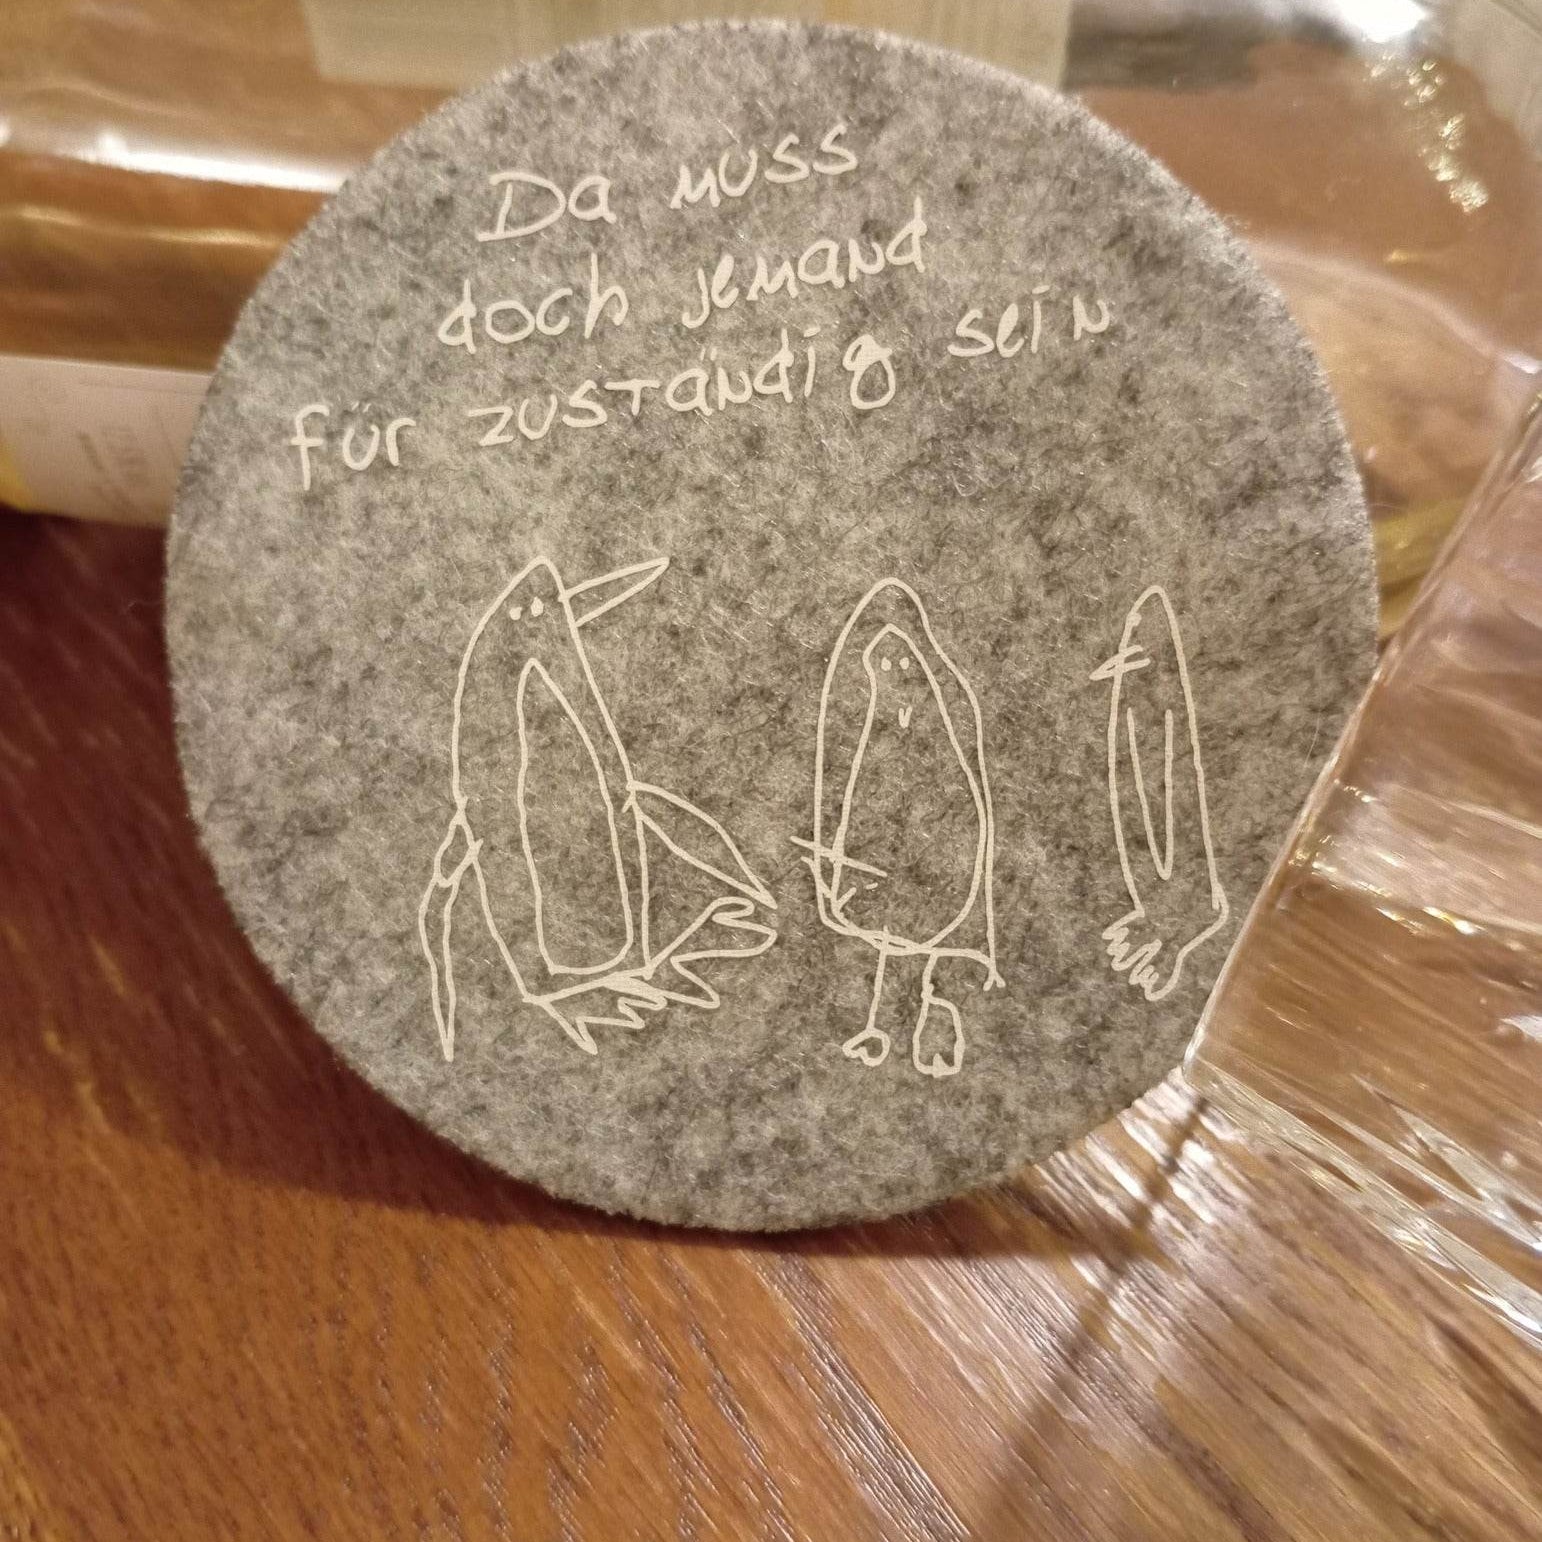 Da muss
doch jemand
für zuständig sein